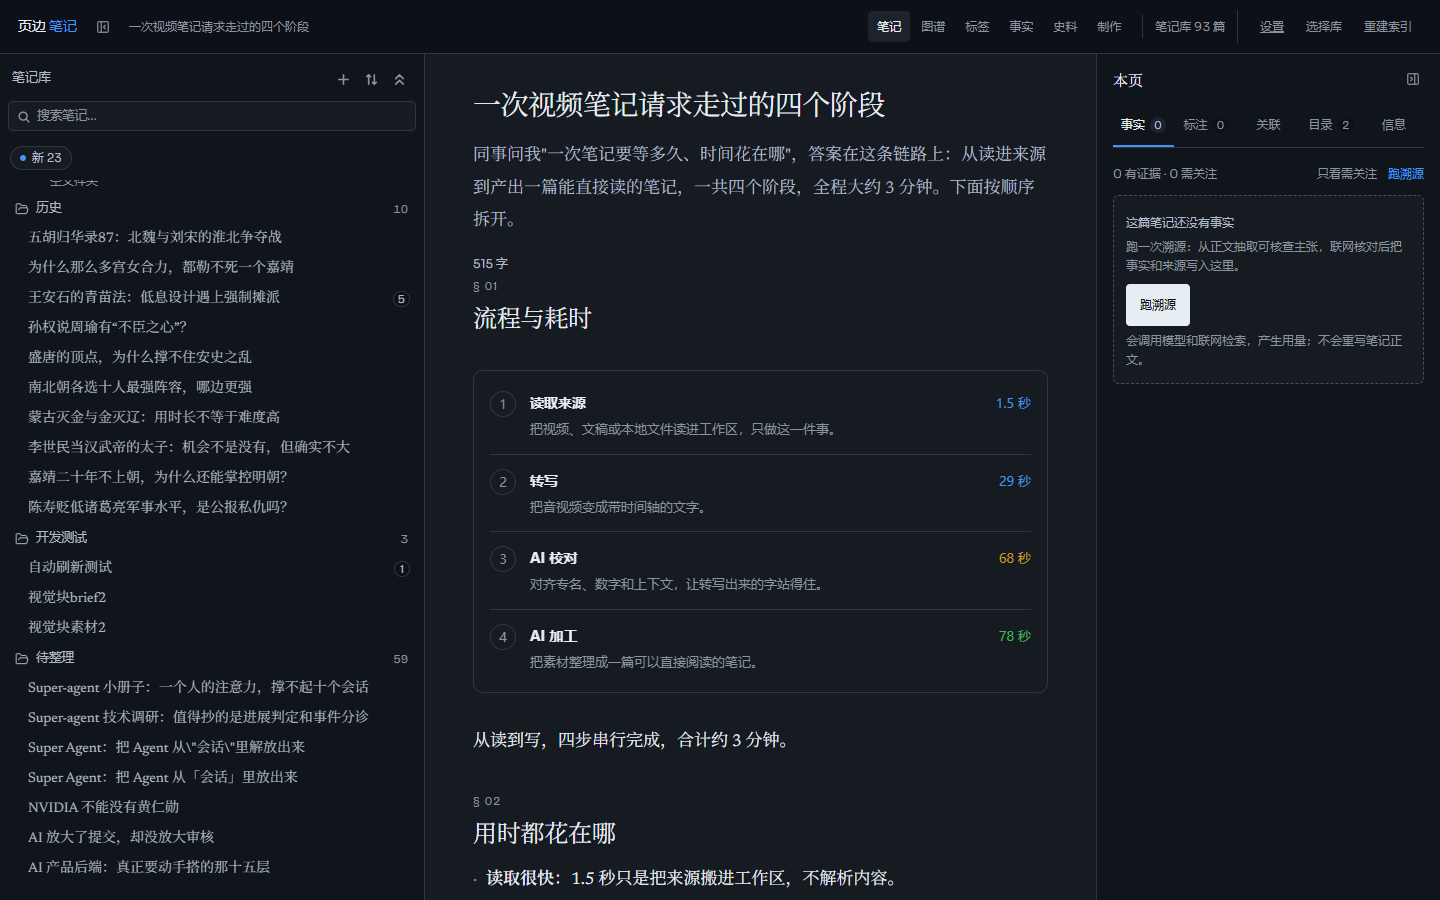 页边 笔记
一次视频笔记请求走过的四个阶段
笔记 图谱 标签 事实 史料 制作 笔记库 93 篇 设置 选择库 重建索引
笔记库
搜索笔记...
新 23
空文件夹
历史 10
五胡归华录87：北魏与刘宋的淮北争夺战
为什么那么多宫女合力，都勒不死一个嘉靖
王安石的青苗法：低息设计遇上强制摊派 5
孙权说周瑜有“不臣之心”？
盛唐的顶点，为什么撑不住安史之乱
南北朝各选十人最强阵容，哪边更强
蒙古灭金与金灭辽：用时长不等于难度高
李世民当汉武帝的太子：机会不是没有，但确实不大
嘉靖二十年不上朝，为什么还能掌控明朝？
陈寿贬低诸葛亮军事水平，是公报私仇吗？
开发测试 3
自动刷新测试 1
视觉块brief2
视觉块素材2
待整理 59
Super-agent 小册子：一个人的注意力，撑不起十个会话
Super-agent 技术调研：值得抄的是进展判定和事件分诊
Super Agent：把 Agent 从\"会话\"里解放出来
Super Agent：把 Agent 从「会话」里放出来
NVIDIA 不能没有黄仁勋
AI 放大了提交，却没放大审核
AI 产品后端：真正要动手搭的那十五层
一次视频笔记请求走过的四个阶段
同事问我"一次笔记要等多久、时间花在哪"，答案在这条链路上：从读进来源
到产出一篇能直接读的笔记，一共四个阶段，全程大约 3 分钟。下面按顺序
拆开。
515 字
§ 01
流程与耗时
1 读取来源 1.5 秒
把视频、文稿或本地文件读进工作区，只做这一件事。
2 转写 29 秒
把音视频变成带时间轴的文字。
3 AI 校对 68 秒
对齐专名、数字和上下文，让转写出来的字站得住。
4 AI 加工 78 秒
把素材整理成一篇可以直接阅读的笔记。
从读到写，四步串行完成，合计约 3 分钟。
§ 02
用时都花在哪
· 读取很快：1.5 秒只是把来源搬进工作区，不解析内容。
本页
事实 0 标注 0 关联 目录 2 信息
0 有证据 · 0 需关注 只看需关注 跑溯源
这篇笔记还没有事实
跑一次溯源：从正文抽取可核查主张，联网核对后把
事实和来源写入这里。
跑溯源
会调用模型和联网检索，产生用量；不会重写笔记正
文。